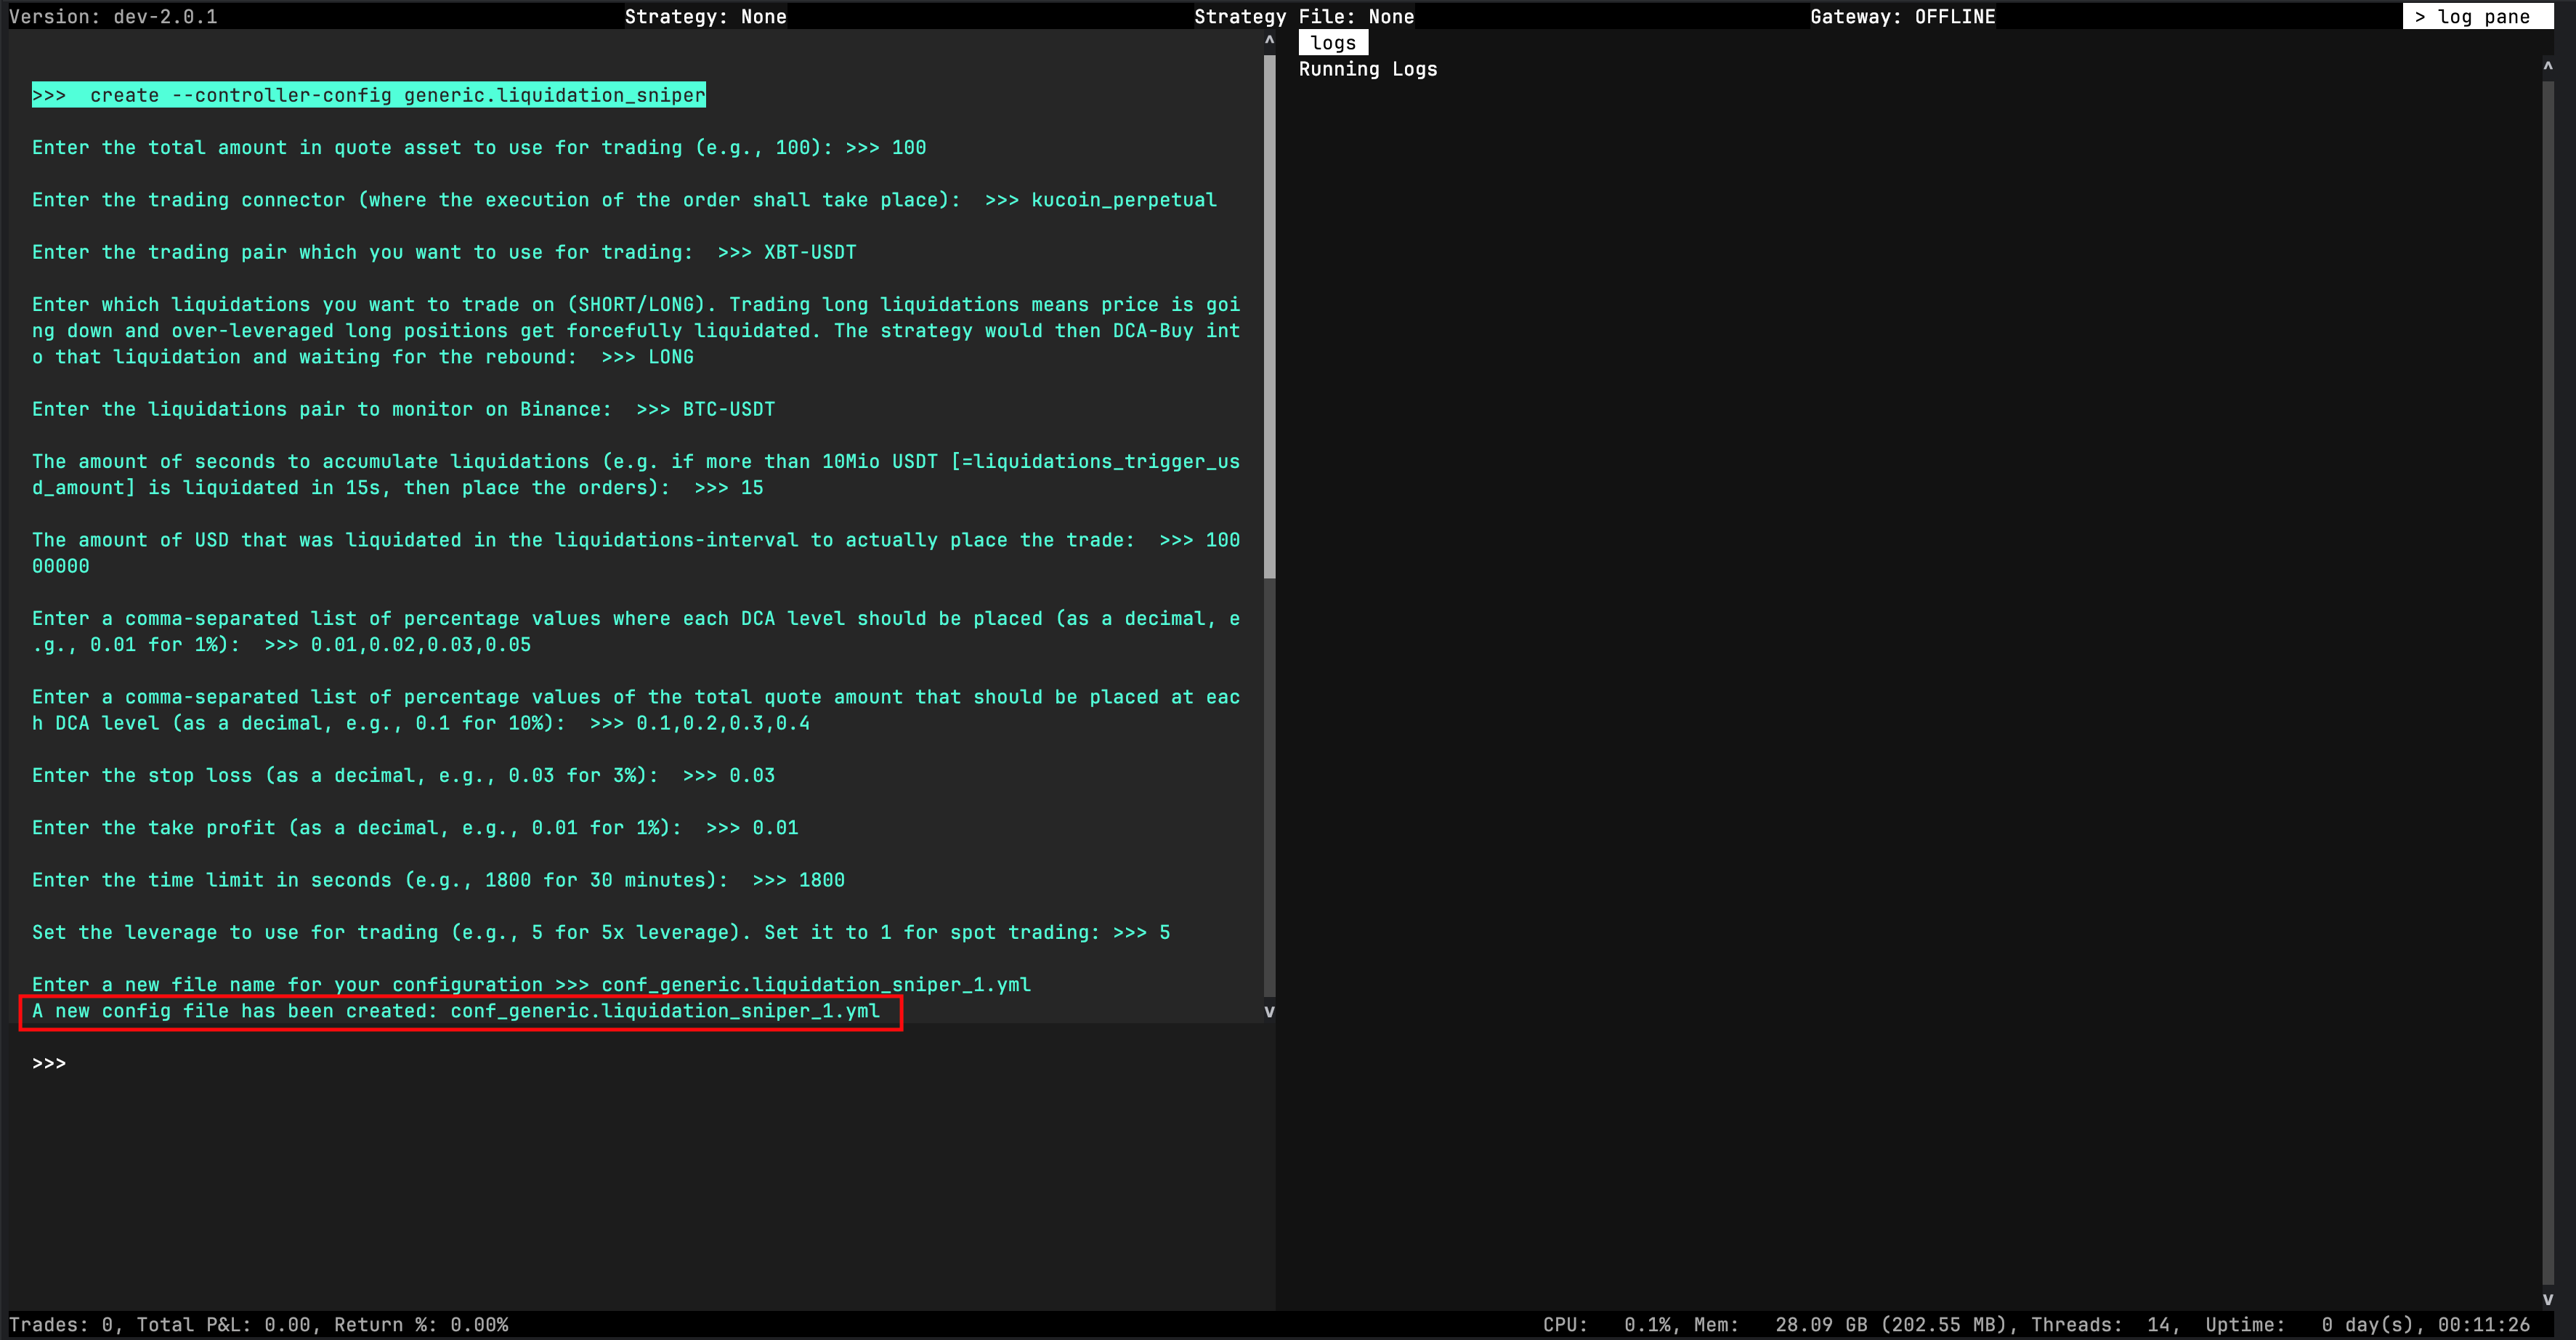 Version: dev-2.0.1 Strategy: None Strategy File: None Gateway: OFFLINE > log pane
logs
Running Logs
>>>  create --controller-config generic.liquidation_sniper
Enter the total amount in quote asset to use for trading (e.g., 100): >>> 100
Enter the trading connector (where the execution of the order shall take place):  >>> kucoin_perpetual
Enter the trading pair which you want to use for trading:  >>> XBT-USDT
Enter which liquidations you want to trade on (SHORT/LONG). Trading long liquidations means price is goi
ng down and over-leveraged long positions get forcefully liquidated. The strategy would then DCA-Buy int
o that liquidation and waiting for the rebound:  >>> LONG
Enter the liquidations pair to monitor on Binance:  >>> BTC-USDT
The amount of seconds to accumulate liquidations (e.g. if more than 10Mio USDT [=liquidations_trigger_us
d_amount] is liquidated in 15s, then place the orders):  >>> 15
The amount of USD that was liquidated in the liquidations-interval to actually place the trade:  >>> 100
00000
Enter a comma-separated list of percentage values where each DCA level should be placed (as a decimal, e
.g., 0.01 for 1%):  >>> 0.01,0.02,0.03,0.05
Enter a comma-separated list of percentage values of the total quote amount that should be placed at eac
h DCA level (as a decimal, e.g., 0.1 for 10%):  >>> 0.1,0.2,0.3,0.4
Enter the stop loss (as a decimal, e.g., 0.03 for 3%):  >>> 0.03
Enter the take profit (as a decimal, e.g., 0.01 for 1%):  >>> 0.01
Enter the time limit in seconds (e.g., 1800 for 30 minutes):  >>> 1800
Set the leverage to use for trading (e.g., 5 for 5x leverage). Set it to 1 for spot trading: >>> 5
Enter a new file name for your configuration >>> conf_generic.liquidation_sniper_1.yml
A new config file has been created: conf_generic.liquidation_sniper_1.yml
>>>
Trades: 0, Total P&L: 0.00, Return %: 0.00% CPU:   0.1%, Mem:   28.09 GB (202.55 MB), Threads:  14,  Uptime:   0 day(s), 00:11:26